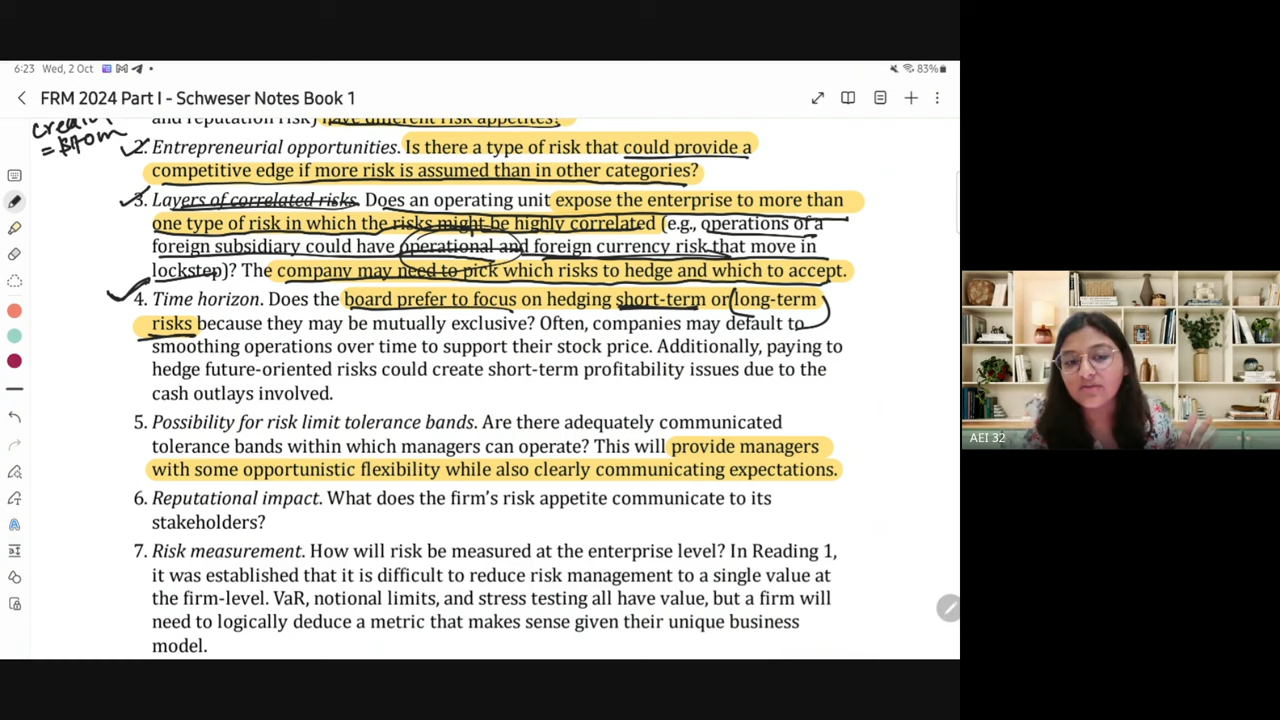 6:23 Wed, 2 Oct
83%
FRM 2024 Part I - Schweser Notes Book 1
and reputation risk) have different risk appetites?
= $70m
2. Entrepreneurial opportunities. Is there a type of risk that could provide a
competitive edge if more risk is assumed than in other categories?
3. Layers of correlated risks. Does an operating unit expose the enterprise to more than
one type of risk in which the risks might be highly correlated (e.g., operations of a
foreign subsidiary could have operational and foreign currency risk that move in
lockstep)? The company may need to pick which risks to hedge and which to accept.
4. Time horizon. Does the board prefer to focus on hedging short-term or long-term
risks because they may be mutually exclusive? Often, companies may default to
smoothing operations over time to support their stock price. Additionally, paying to
hedge future-oriented risks could create short-term profitability issues due to the
cash outlays involved.
5. Possibility for risk limit tolerance bands. Are there adequately communicated
tolerance bands within which managers can operate? This will provide managers
with some opportunistic flexibility while also clearly communicating expectations.
6. Reputational impact. What does the firm's risk appetite communicate to its
stakeholders?
7. Risk measurement. How will risk be measured at the enterprise level? In Reading 1,
it was established that it is difficult to reduce risk management to a single value at
the firm-level. VaR, notional limits, and stress testing all have value, but a firm will
need to logically deduce a metric that makes sense given their unique business
model.
AEI 32